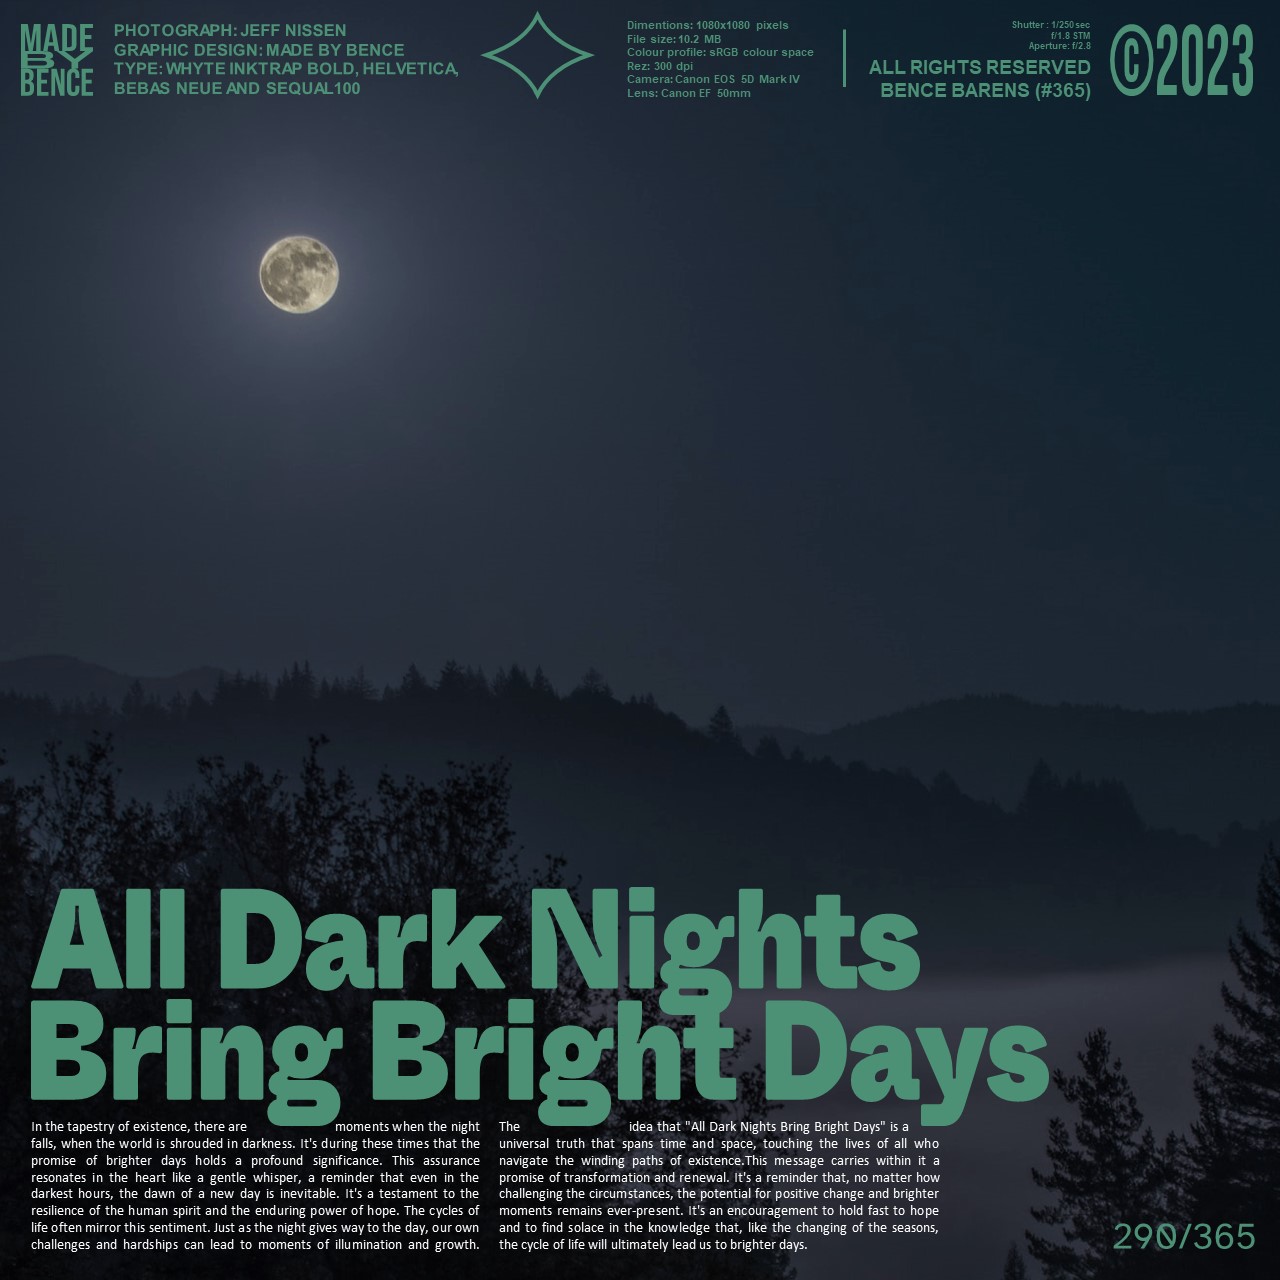 MADE
BY
BENCE
PHOTOGRAPH: JEFF NISSEN
GRAPHIC DESIGN: MADE BY BENCE
TYPE: WHYTE INKTRAP BOLD, HELVETICA,
BEBAS NEUE AND SEQUAL100
Dimentions: 1080x1080 pixels
File size: 10.2 MB
Colour profile: sRGB colour space
Rez: 300 dpi
Camera: Canon EOS 5D Mark IV
Lens: Canon EF 50mm
Shutter : 1/250 sec
f/1.8 STM
Aperture: f/2.8
ALL RIGHTS RESERVED
BENCE BARENS (#365)
©2023
All Dark Nights
Bring Bright Days
In the tapestry of existence, there are moments when the night
falls, when the world is shrouded in darkness. It's during these times that the
promise of brighter days holds a profound significance. This assurance
resonates in the heart like a gentle whisper, a reminder that even in the
darkest hours, the dawn of a new day is inevitable. It's a testament to the
resilience of the human spirit and the enduring power of hope. The cycles of
life often mirror this sentiment. Just as the night gives way to the day, our own
challenges and hardships can lead to moments of illumination and growth.
The idea that "All Dark Nights Bring Bright Days" is a
universal truth that spans time and space, touching the lives of all who
navigate the winding paths of existence.This message carries within it a
promise of transformation and renewal. It's a reminder that, no matter how
challenging the circumstances, the potential for positive change and brighter
moments remains ever-present. It's an encouragement to hold fast to hope
and to find solace in the knowledge that, like the changing of the seasons,
the cycle of life will ultimately lead us to brighter days.
290/365